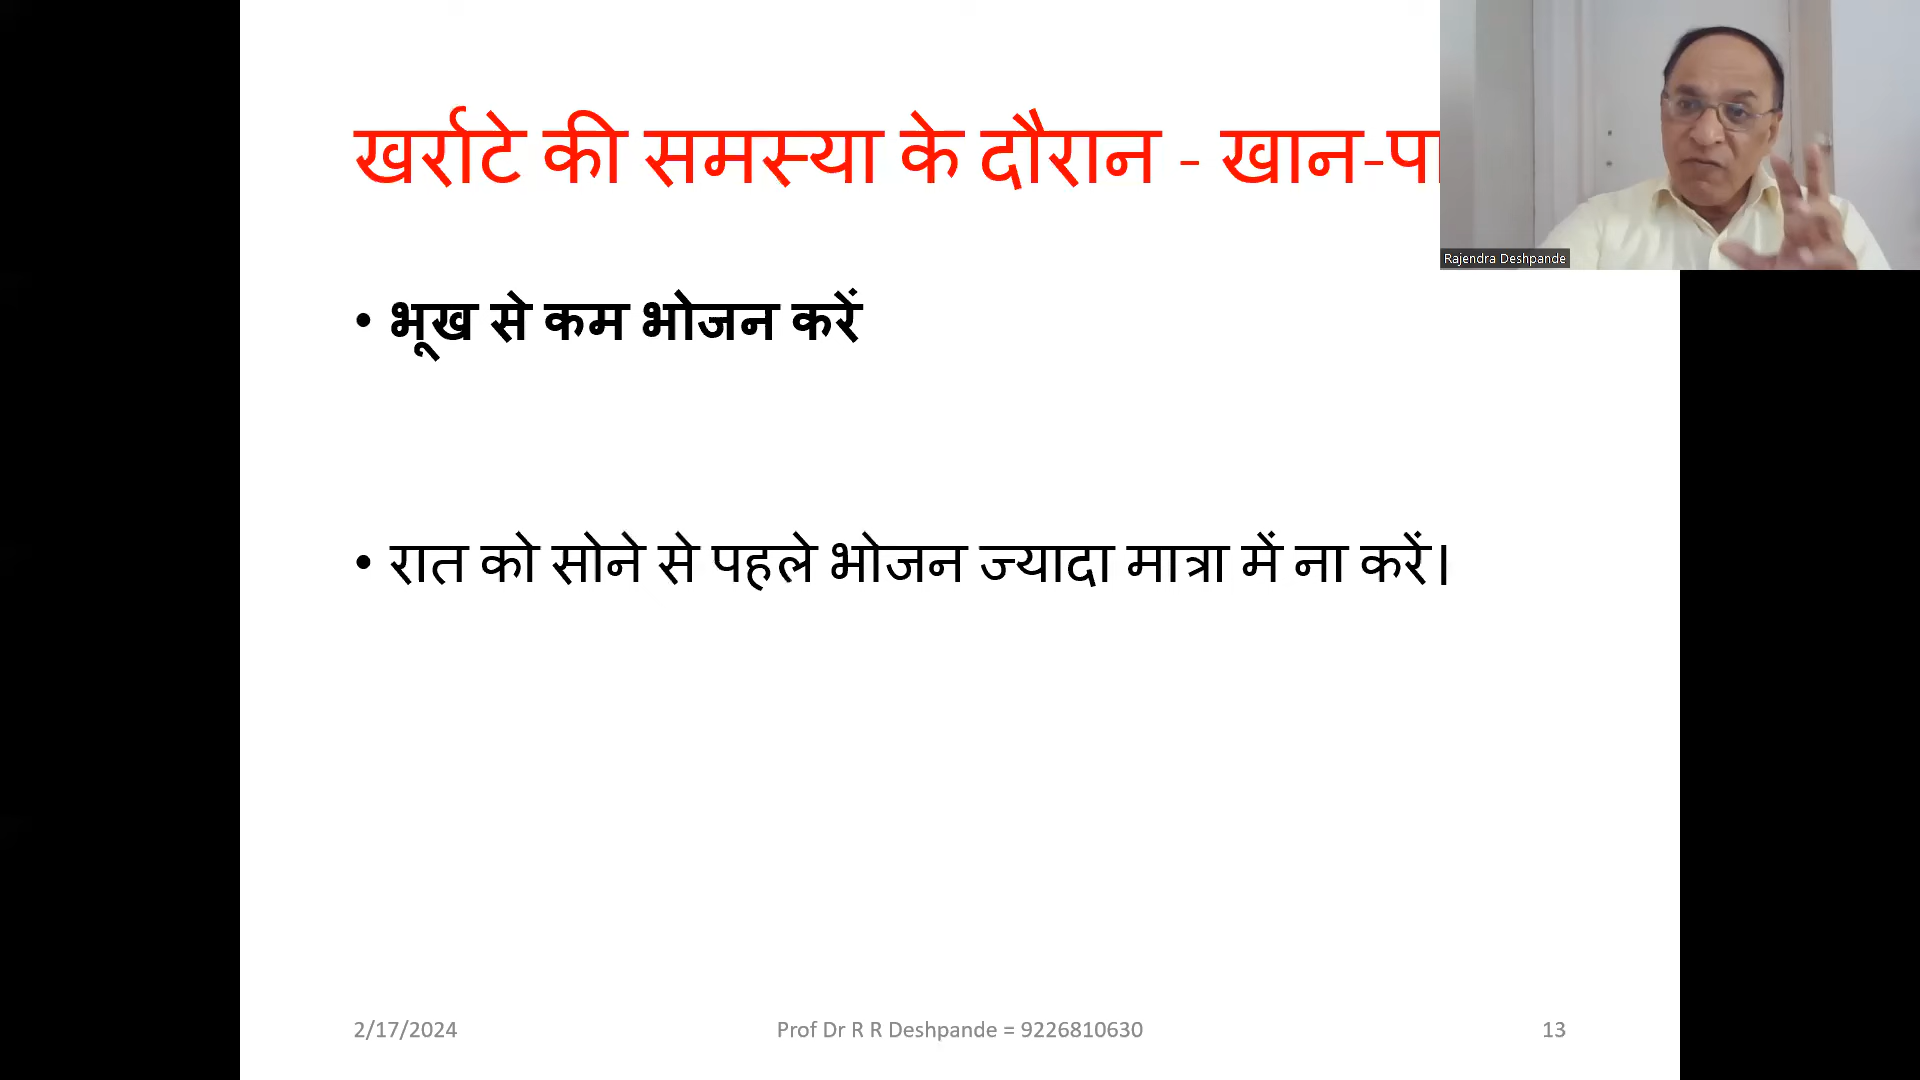 खर्राटे की समस्या के दौरान - खान-
Rajendra Deshpande
• भूख से कम भोजन करें
• रात को सोने से पहले भोजन ज्यादा मात्रा में ना करें।
2/17/2024
Prof Dr R R Deshpande = 9226810630
13